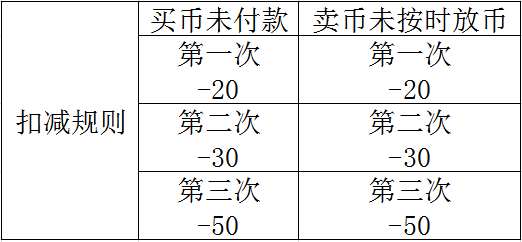 买币未付款 卖币未按时放币
扣减规则
第一次 第一次
-20 -20
第二次 第二次
-30 -30
第三次 第三次
-50 -50